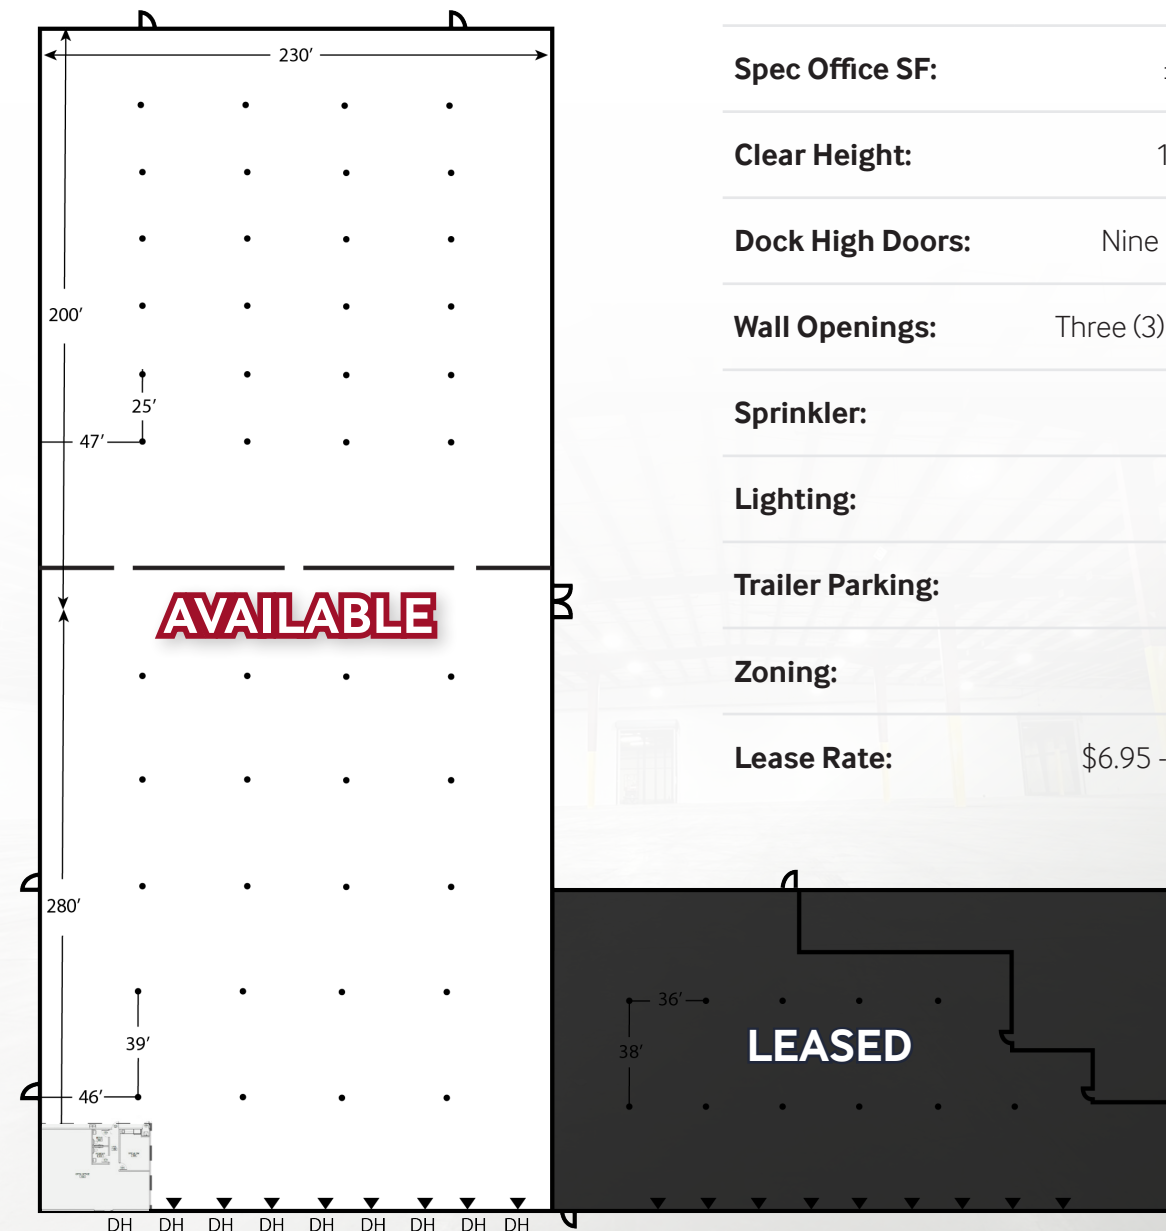 230′
200′
25′
47′
AVAILABLE
280′
39′
46′
DH DH DH DH DH DH DH DH DH
36′
38′
LEASED
Spec Office SF:
Clear Height: 1
Dock High Doors: Nine
Wall Openings: Three (3)
Sprinkler:
Lighting:
Trailer Parking:
Zoning:
Lease Rate: $6.95 -